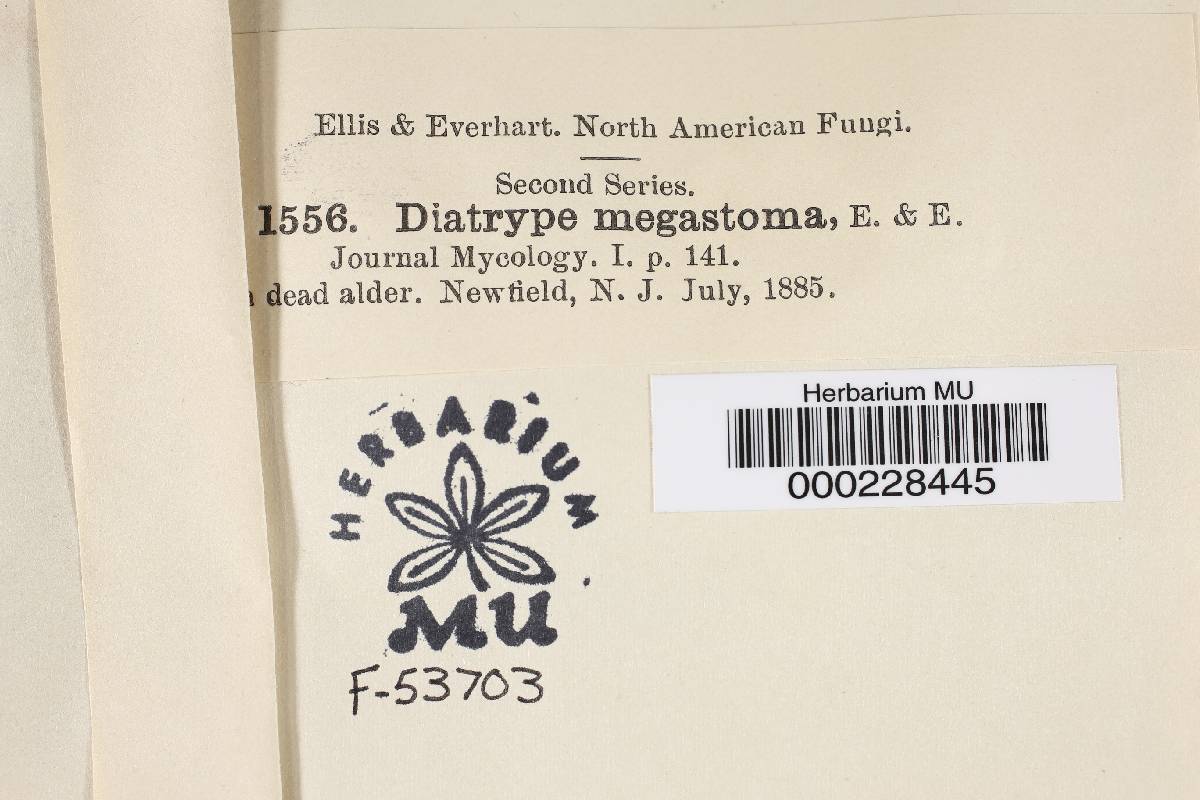 Ellis & Everhart. North American Fungi.
Second Series.
1556. Diatrype megastoma, E. & E.
Journal Mycology. I. p. 141.
dead alder. Newfield, N. J. July, 1885.
Herbarium MU
000228445
HERBARIUM
MU
F-53703